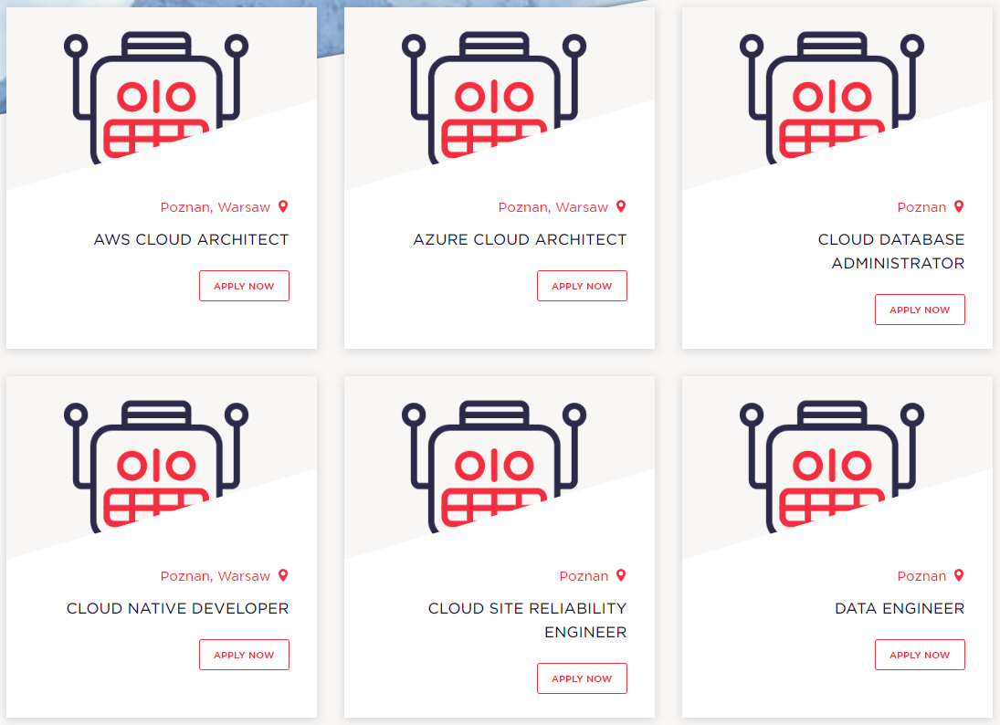 Poznan, Warsaw
AWS CLOUD ARCHITECT
APPLY NOW
Poznan, Warsaw
AZURE CLOUD ARCHITECT
APPLY NOW
Poznan
CLOUD DATABASE
ADMINISTRATOR
APPLY NOW
Poznan, Warsaw
CLOUD NATIVE DEVELOPER
APPLY NOW
Poznan
CLOUD SITE RELIABILITY
ENGINEER
APPLY NOW
Poznan
DATA ENGINEER
APPLY NOW